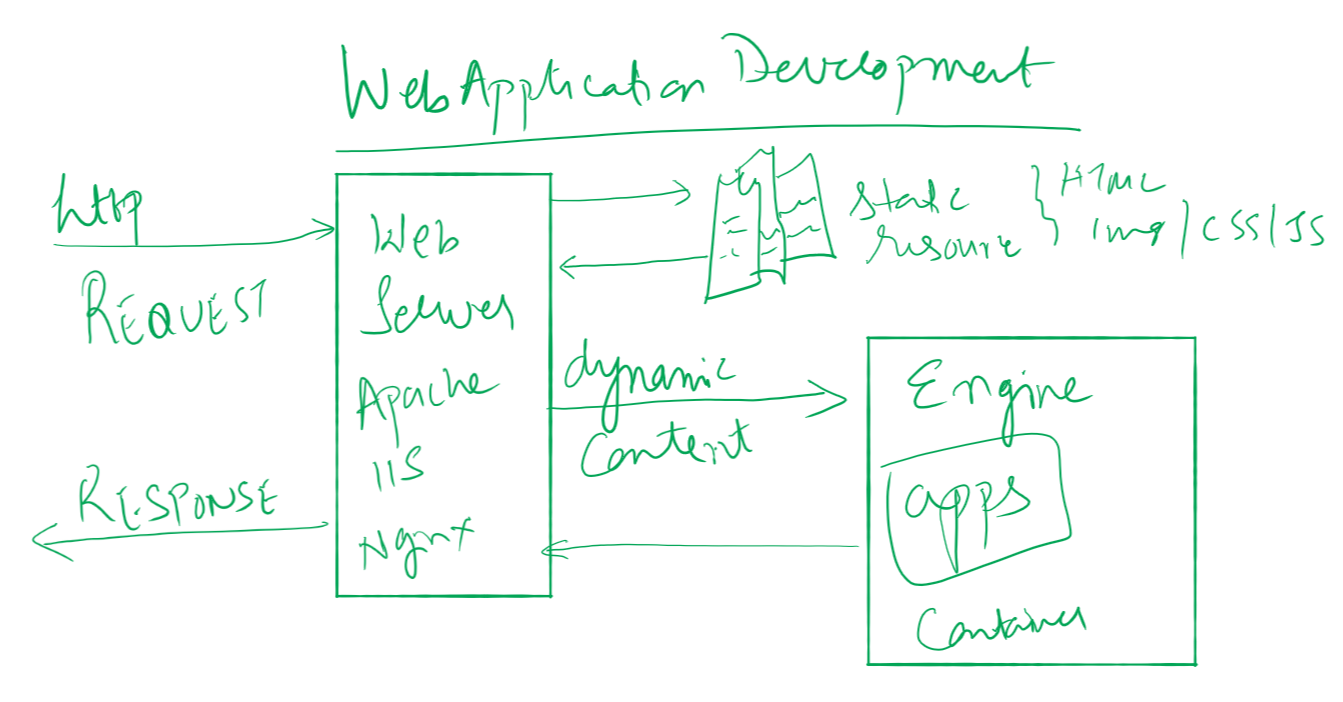 Web Application Development
http
REQUEST
Web
Server
Apache
IIS
Nginx
RESPONSE
static
resource
HTML
img/CSS/JS
dynamic
Content
Engine
apps
Container